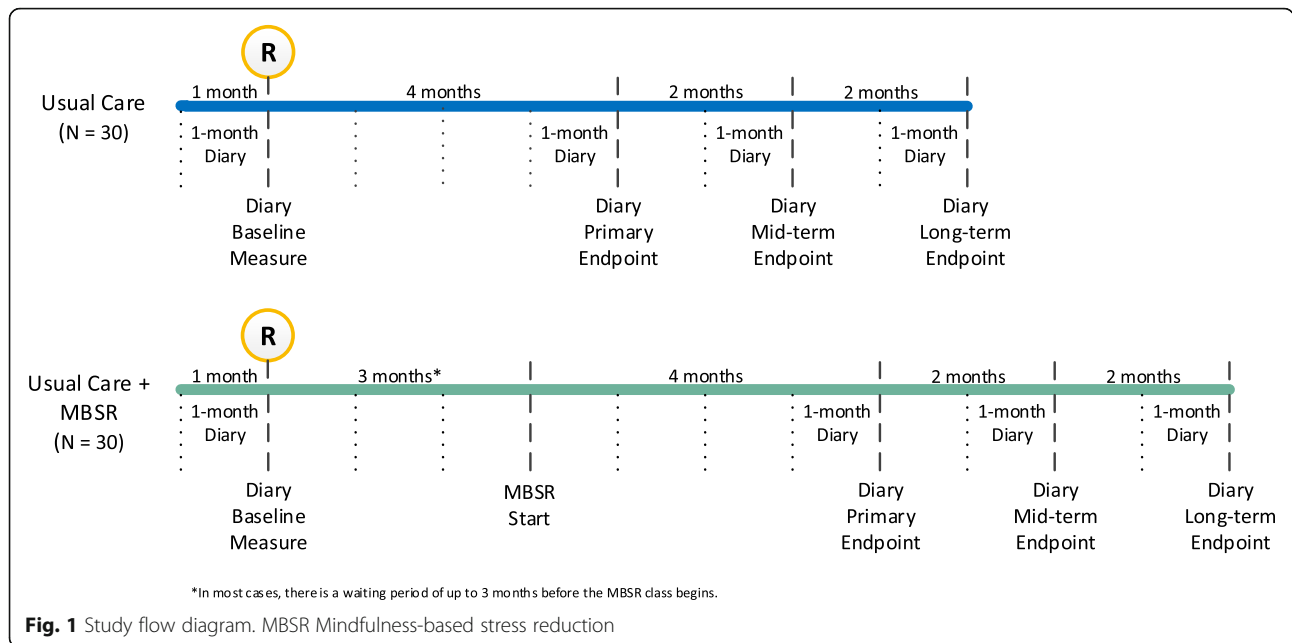 R
1 month 4 months 2 months 2 months
Usual Care
(N = 30)
1-month 1-month 1-month 1-month
Diary Diary Diary Diary
Diary Diary Diary Diary
Baseline Primary Mid-term Long-term
Measure Endpoint Endpoint Endpoint
R
1 month 3 months* 4 months 2 months 2 months
Usual Care +
MBSR
(N = 30)
1-month 1-month 1-month 1-month
Diary Diary Diary Diary
Diary MBSR Diary Diary Diary
Baseline Start Primary Mid-term Long-term
Measure Endpoint Endpoint Endpoint
*In most cases, there is a waiting period of up to 3 months before the MBSR class begins.
Fig. 1 Study flow diagram. MBSR Mindfulness-based stress reduction